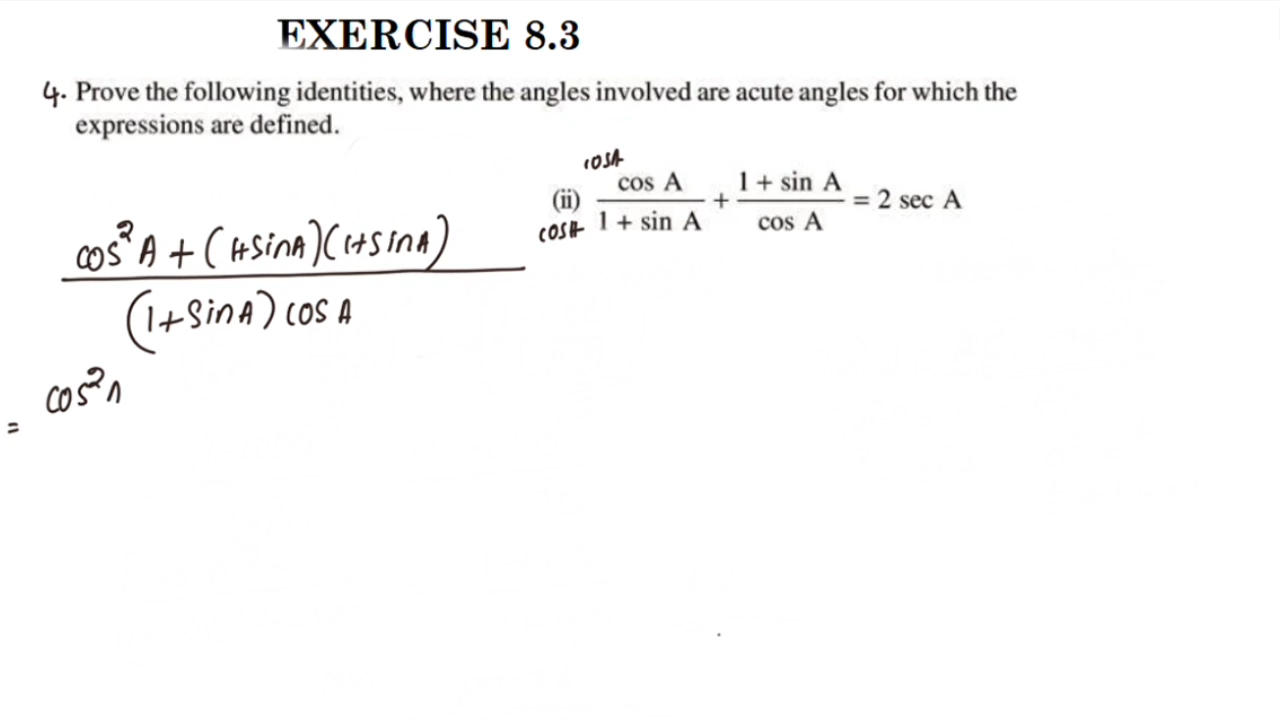 EXERCISE 8.3
4. Prove the following identities, where the angles involved are acute angles for which the
expressions are defined.
cosA
(ii) cos A / 1 + sin A + 1 + sin A / cos A = 2 sec A
cosA
cos²A + (1+sinA)(1+sinA)
(1+sinA) cos A
= cos²A